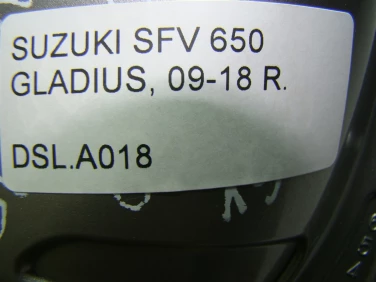 SUZUKI SFV 650
GLADIUS, 09-18 R.
DSL.A018